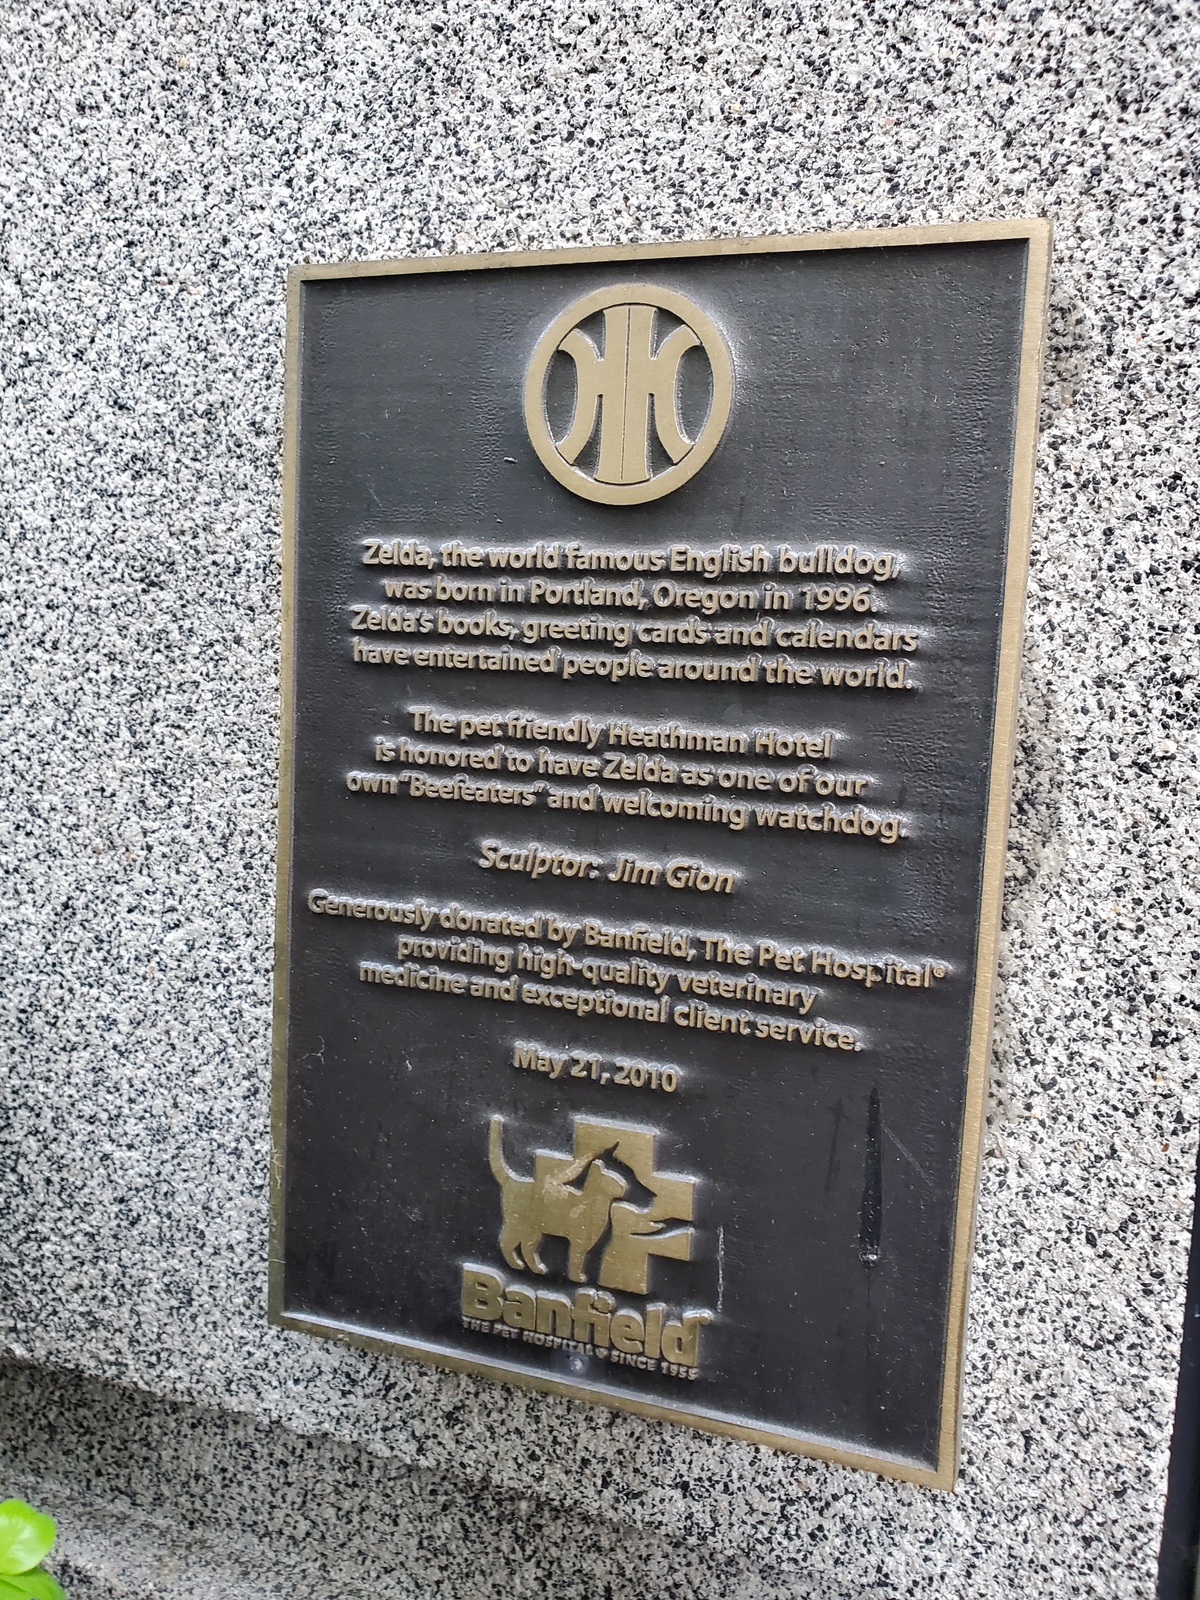 Zelda, the world famous English bulldog,
was born in Portland, Oregon in 1996.
Zelda's books, greeting cards and calendars
have entertained people around the world.
The pet friendly Heathman Hotel
is honored to have Zelda as one of our
own "Beefeaters" and welcoming watchdog.
Sculptor: Jim Gion
Generously donated by Banfield, The Pet Hospital®
providing high-quality veterinary
medicine and exceptional client service.
May 21, 2010
Banfield®
THE PET HOSPITAL® SINCE 1955